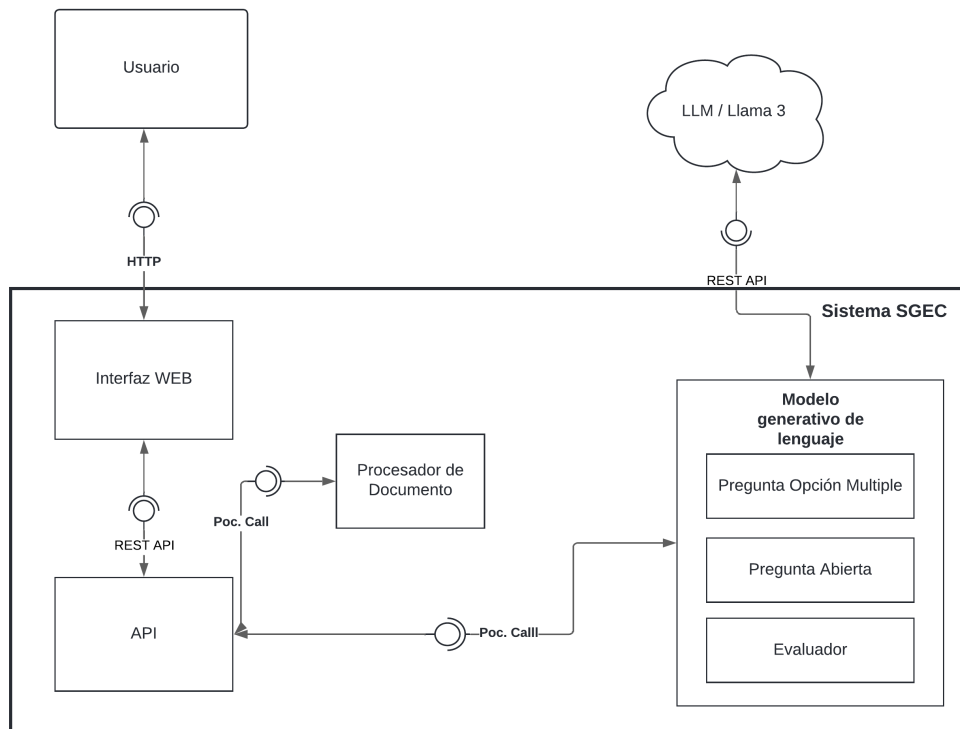 Usuario
LLM / Llama 3
HTTP
REST API
Sistema SGEC
Interfaz WEB
Modelo
generativo de
lenguaje
Procesador de
Documento
Pregunta Opción Multiple
Poc. Call
REST API
Pregunta Abierta
API
Poc. Calll
Evaluador